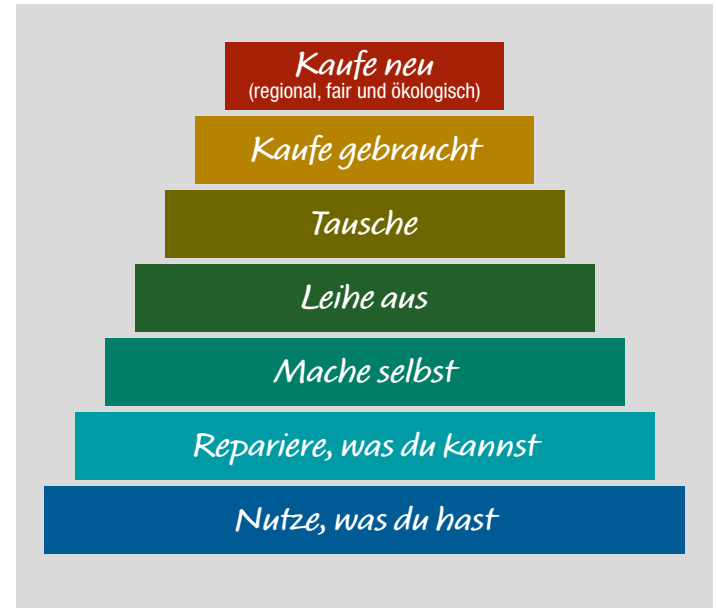 Kaufe neu
(regional, fair und ökologisch)
Kaufe gebraucht
Tausche
Leihe aus
Mache selbst
Repariere, was du kannst
Nutze, was du hast